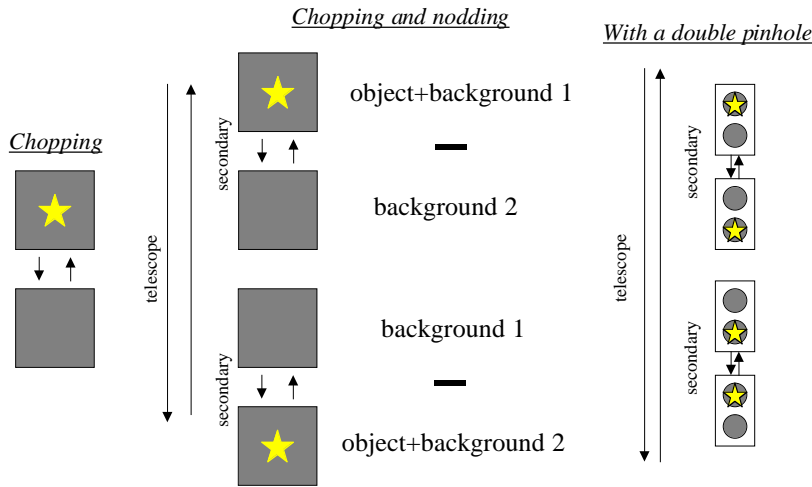 Chopping and nodding
With a double pinhole
Chopping
telescope
secondary
object+background 1
background 2
secondary
background 1
object+background 2
telescope
secondary
secondary